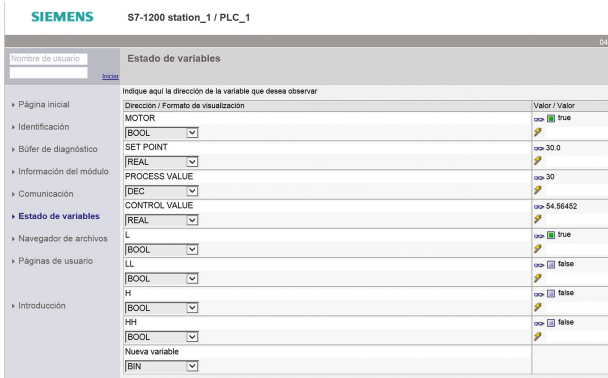 SIEMENS
S7-1200 station_1 / PLC_1
04
Nombre de usuario
Iniciar
Estado de variables
Indique aquí la dirección de la variable que desea observar
Página inicial
Identificación
Búfer de diagnóstico
Información del módulo
Comunicación
Estado de variables
Navegador de archivos
Páginas de usuario
Introducción
Dirección / Formato de visualización Valor / Valor
MOTOR true
BOOL
SET POINT 30.0
REAL
PROCESS VALUE 30
DEC
CONTROL VALUE 54.56452
REAL
L true
BOOL
LL false
BOOL
H false
BOOL
HH false
BOOL
Nueva variable
BIN